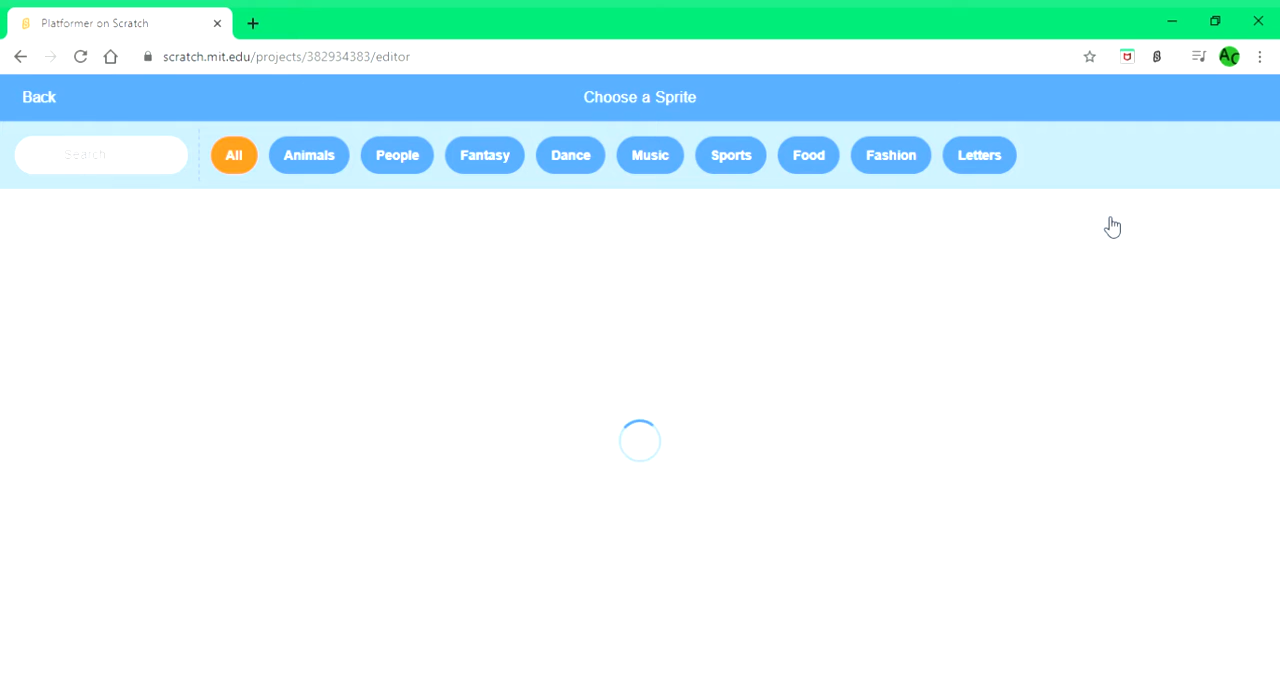 Platformer on Scratch
scratch.mit.edu/projects/382934383/editor
Back
Choose a Sprite
Search
All
Animals
People
Fantasy
Dance
Music
Sports
Food
Fashion
Letters